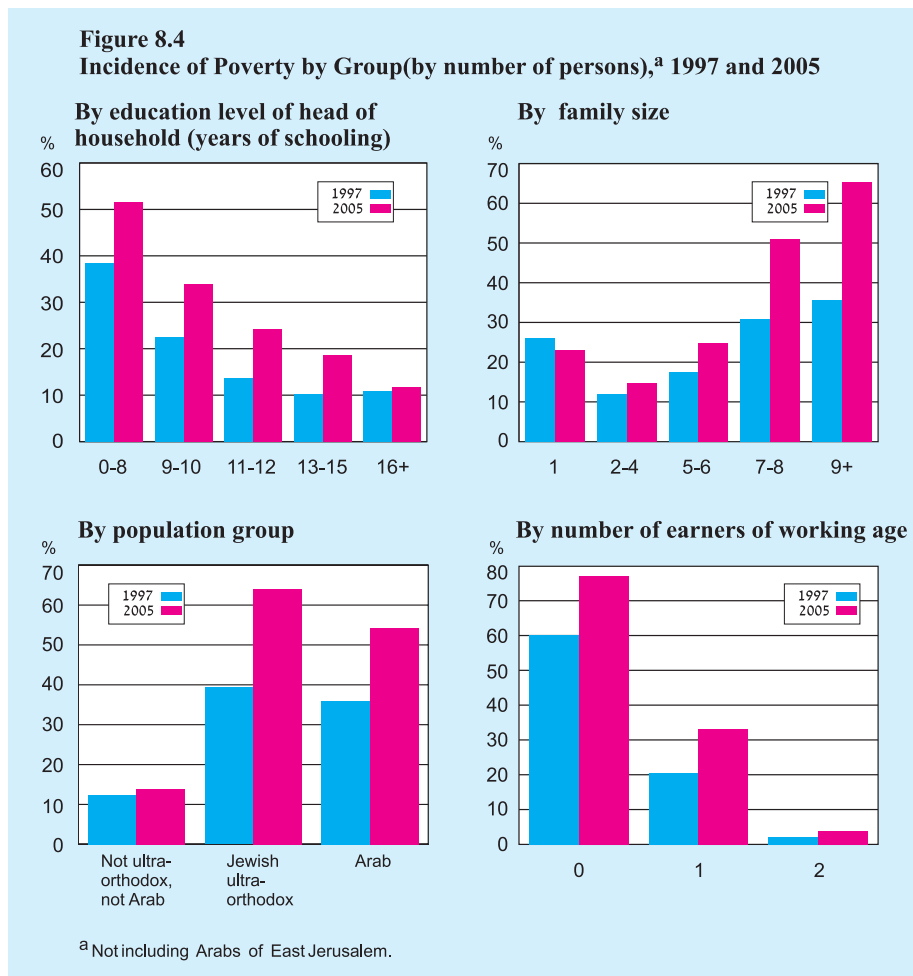 Figure 8.4
Incidence of Poverty by Group(by number of persons),a 1997 and 2005
By education level of head of
household (years of schooling)
%
60
50
40
30
20
10
0
1997
2005
0-8 9-10 11-12 13-15 16+
By family size
%
70
60
50
40
30
20
10
0
1997
2005
1 2-4 5-6 7-8 9+
By population group
%
70
60
50
40
30
20
10
0
1997
2005
Not ultra-
orthodox,
not Arab
Jewish
ultra-
orthodox
Arab
By number of earners of working age
%
80
70
60
50
40
30
20
10
0
1997
2005
0 1 2
a Not including Arabs of East Jerusalem.